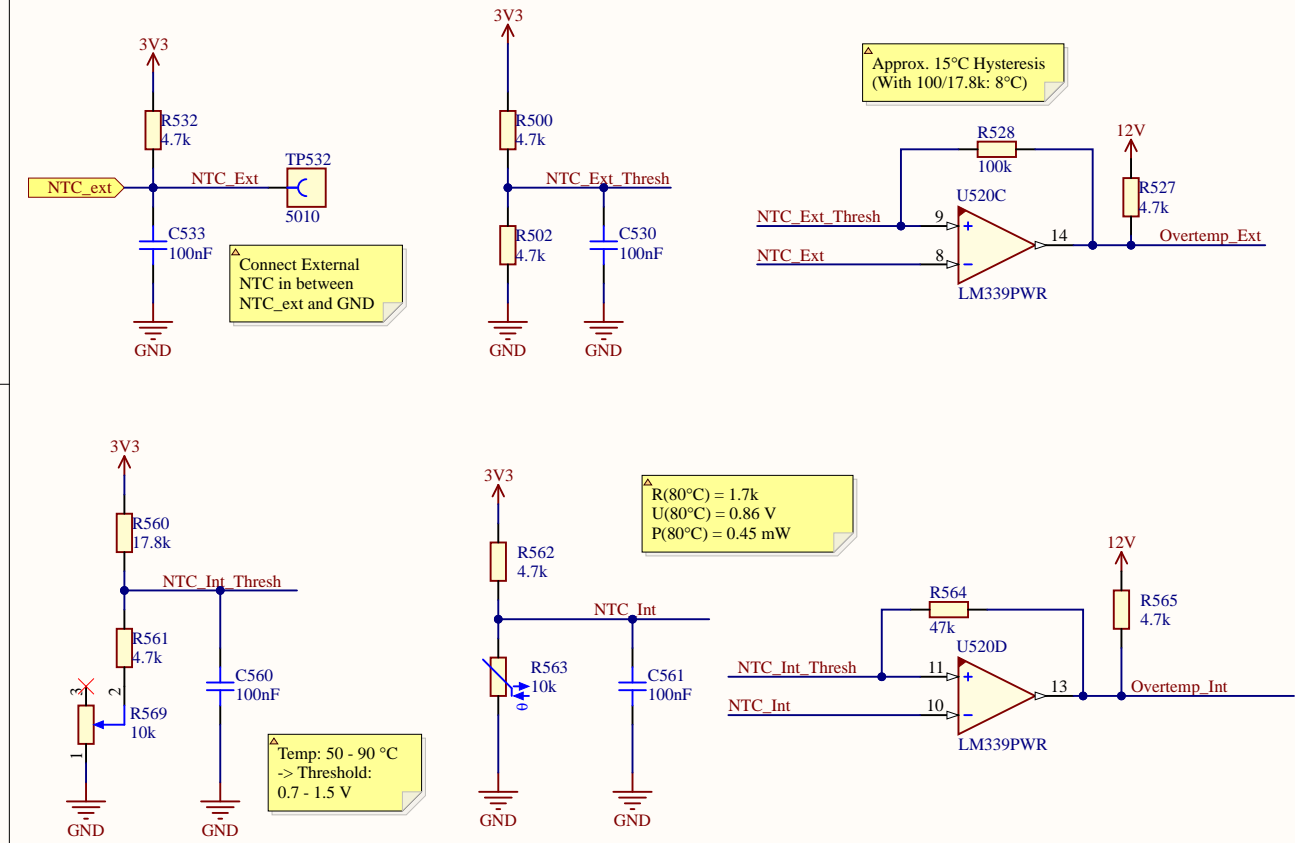 3V3
R532
4.7k
NTC_ext
NTC_Ext
TP532
5010
C533
100nF
GND
Connect External
NTC in between
NTC_ext and GND
3V3
R500
4.7k
NTC_Ext_Thresh
R502
4.7k
C530
100nF
GND
GND
Approx. 15°C Hysteresis
(With 100/17.8k: 8°C)
R528
100k
12V
R527
4.7k
U520C
NTC_Ext_Thresh
9
+
NTC_Ext
8
−
14
Overtemp_Ext
LM339PWR
3V3
R560
17.8k
NTC_Int_Thresh
R561
4.7k
C560
100nF
3
2
R569
10k
1
GND
GND
Temp: 50 - 90 °C
-> Threshold:
0.7 - 1.5 V
3V3
R562
4.7k
NTC_Int
R563
10k
θ
C561
100nF
GND
GND
R(80°C) = 1.7k
U(80°C) = 0.86 V
P(80°C) = 0.45 mW
R564
47k
12V
R565
4.7k
U520D
NTC_Int_Thresh
11
+
NTC_Int
10
−
13
Overtemp_Int
LM339PWR